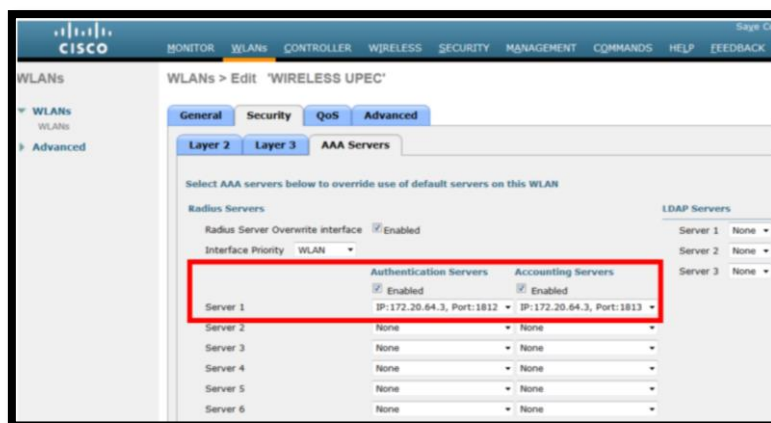 Save Co
CISCO
MONITOR WLANs CONTROLLER WIRELESS SECURITY MANAGEMENT COMMANDS HELP FEEDBACK
WLANs
WLANs > Edit 'WIRELESS UPEC'
WLANs
WLANs
Advanced
General Security QoS Advanced
Layer 2 Layer 3 AAA Servers
Select AAA servers below to override use of default servers on this WLAN
Radius Servers
LDAP Servers
Radius Server Overwrite interface Enabled
Server 1 None
Interface Priority WLAN
Server 2 None
Authentication Servers Accounting Servers
Server 3 None
Enabled Enabled
Server 1 IP:172.20.64.3, Port:1812 IP:172.20.64.3, Port:1813
Server 2 None None
Server 3 None None
Server 4 None None
Server 5 None None
Server 6 None None